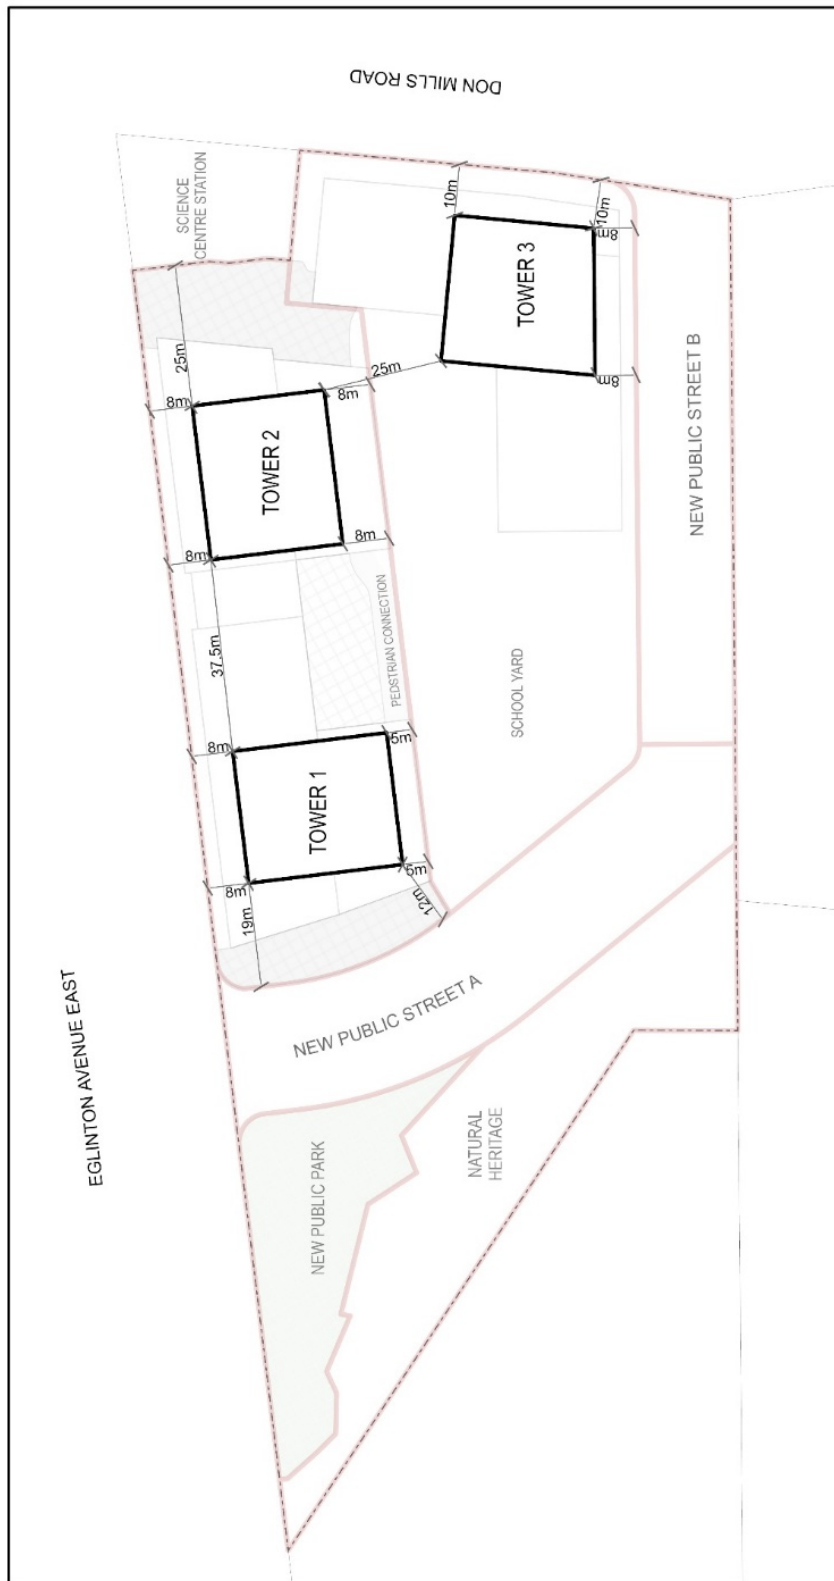 DON MILLS ROAD
SCIENCE
CENTRE STATION
10m
10m
8m
TOWER 3
25m
25m
8m
8m
8m
TOWER 2
NEW PUBLIC STREET B
8m
8m
PEDSTRIAN CONNECTION
37.5m
SCHOOL YARD
8m
5m
TOWER 1
8m
5m
12m
19m
NEW PUBLIC STREET A
EGLINTON AVENUE EAST
NATURAL
HERITAGE
NEW PUBLIC PARK